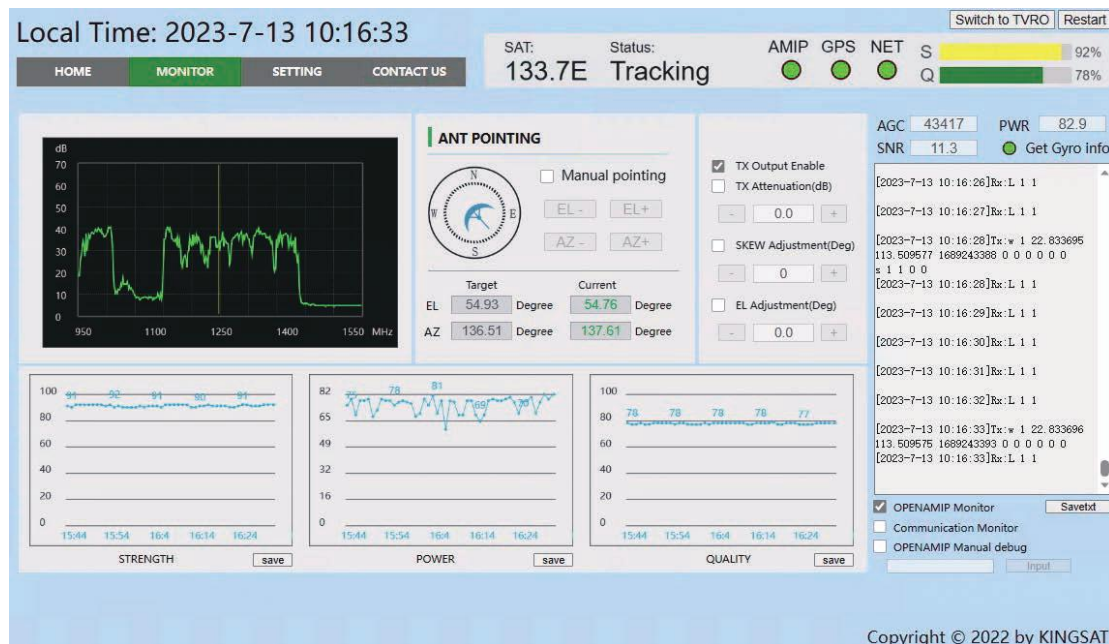 Switch to TVRO Restart
Local Time: 2023-7-13 10:16:33
HOME MONITOR SETTING CONTACT US
SAT: Status: AMIP GPS NET S 92%
133.7E Tracking Q 78%
dB
70
60
50
40
30
20
10
0
950 1100 1250 1400 1550 MHz
ANT POINTING
N
W E
S
Manual pointing
EL - EL+
AZ - AZ+
Target Current
EL 54.93 Degree 54.76 Degree
AZ 136.51 Degree 137.61 Degree
TX Output Enable
TX Attenuation(dB)
- 0.0 +
SKEW Adjustment(Deg)
- 0 +
EL Adjustment(Deg)
- 0.0 +
AGC 43417 PWR 82.9
SNR 11.3 Get Gyro info
[2023-7-13 10:16:26]Rx:L 1 1
[2023-7-13 10:16:27]Rx:L 1 1
[2023-7-13 10:16:28]Tx:w 1 22.833695
113.509577 1689243388 0 0 0 0 0 0
s 1 1 0 0
[2023-7-13 10:16:28]Rx:L 1 1
[2023-7-13 10:16:29]Rx:L 1 1
[2023-7-13 10:16:30]Rx:L 1 1
[2023-7-13 10:16:31]Rx:L 1 1
[2023-7-13 10:16:32]Rx:L 1 1
[2023-7-13 10:16:33]Tx:w 1 22.833696
113.509575 1689243393 0 0 0 0 0 0
[2023-7-13 10:16:33]Rx:L 1 1
100
80
60
40
20
0
91 92 91 90 91
15:44 15:54 16:4 16:14 16:24
STRENGTH save
82
65
49
32
16
0
78 81 69
15:44 15:54 16:4 16:14 16:24
POWER save
100
80
60
40
20
0
78 78 78 78 77
15:44 15:54 16:4 16:14 16:24
QUALITY save
OPENAMIP Monitor Savetxt
Communication Monitor
OPENAMIP Manual debug
Input
Copyright © 2022 by KINGSAT